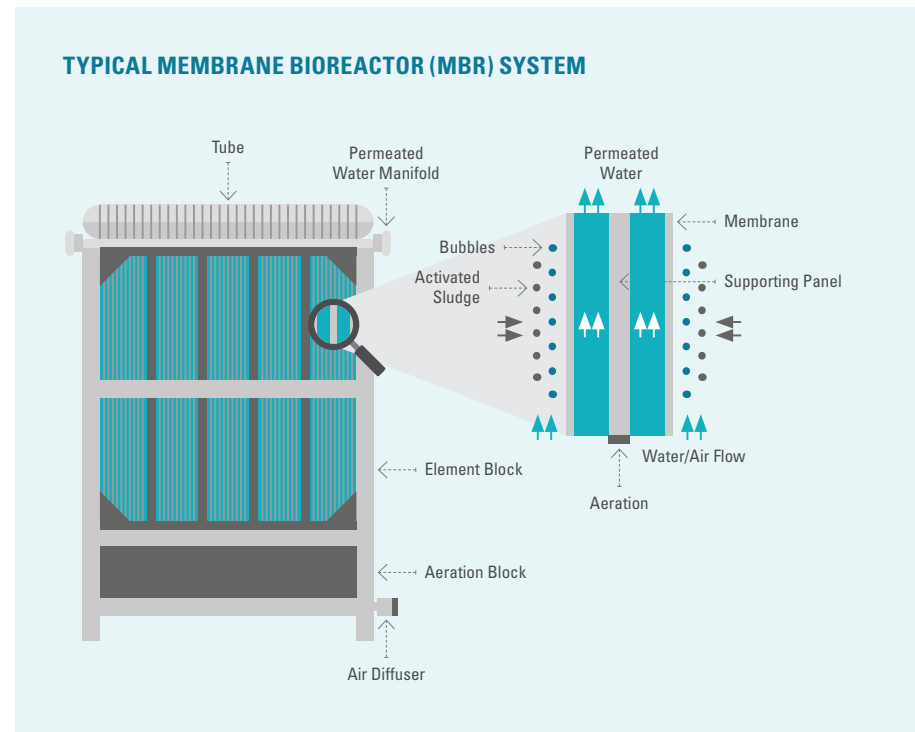 TYPICAL MEMBRANE BIOREACTOR (MBR) SYSTEM
Tube
Permeated
Water Manifold
Permeated
Water
Membrane
Bubbles
Activated
Sludge
Supporting Panel
Water/Air Flow
Element Block
Aeration
Aeration Block
Air Diffuser